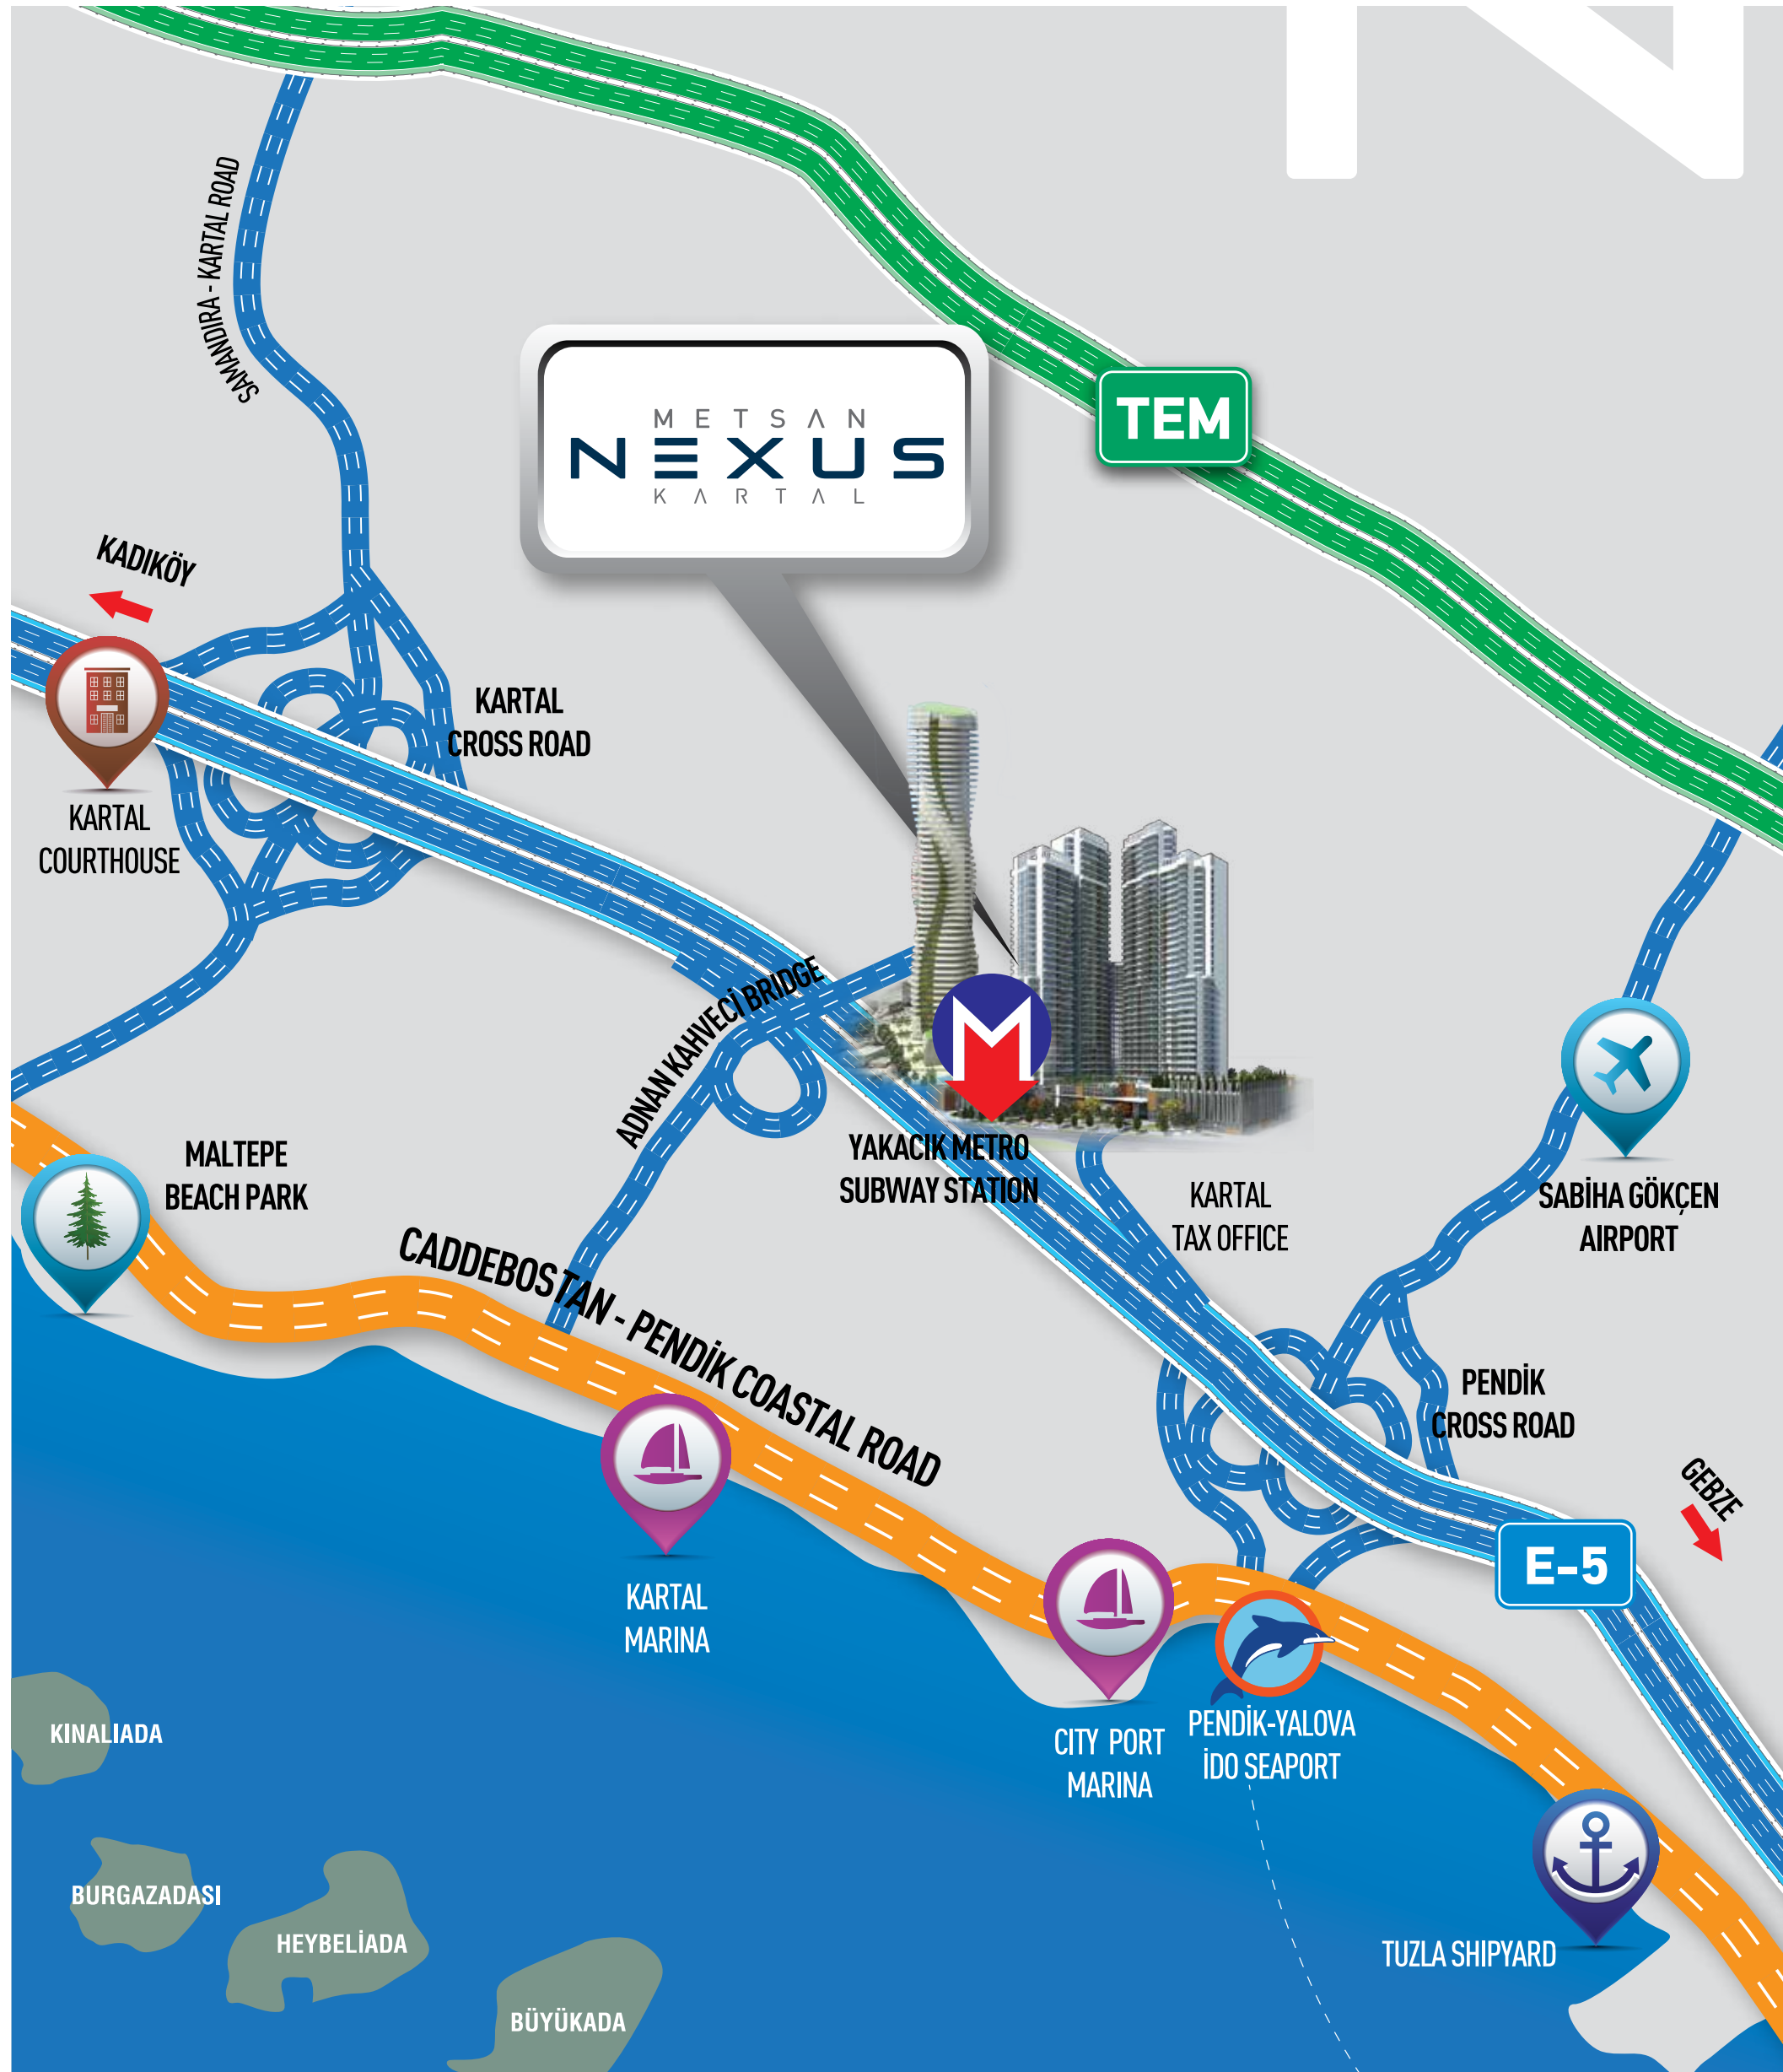 SAMANDIRA - KARTAL ROAD
METSAN
NEXUS
KARTAL
TEM
KADIKÖY
KARTAL
CROSS ROAD
KARTAL
COURTHOUSE
ADNAN KAHVECİ BRIDGE
MALTEPE
BEACH PARK
YAKACIK METRO
SUBWAY STATION
KARTAL
TAX OFFICE
SABİHA GÖKÇEN
AIRPORT
CADDEBOSTAN - PENDİK COASTAL ROAD
PENDİK
CROSS ROAD
GEBZE
E-5
KARTAL
MARINA
CITY PORT
MARINA
PENDİK-YALOVA
İDO SEAPORT
KINALIADA
BURGAZADASI
HEYBELİADA
BÜYÜKADA
TUZLA SHIPYARD